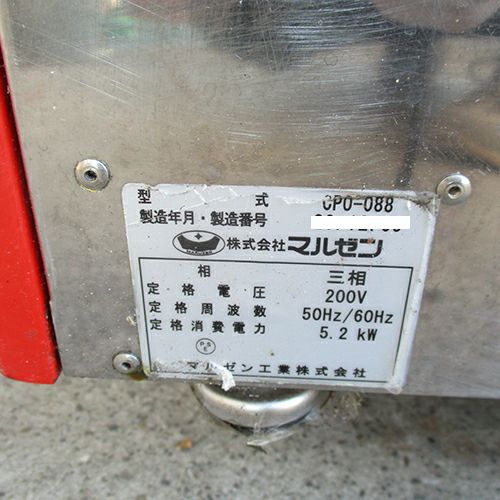 型 式 CPO-088
製造年月・製造番号
MARUZEN 株式会社マルゼン
相 三相
定格電圧 200V
定格周波数 50Hz/60Hz
定格消費電力 5.2 kW
PSE
マルゼン工業株式会社